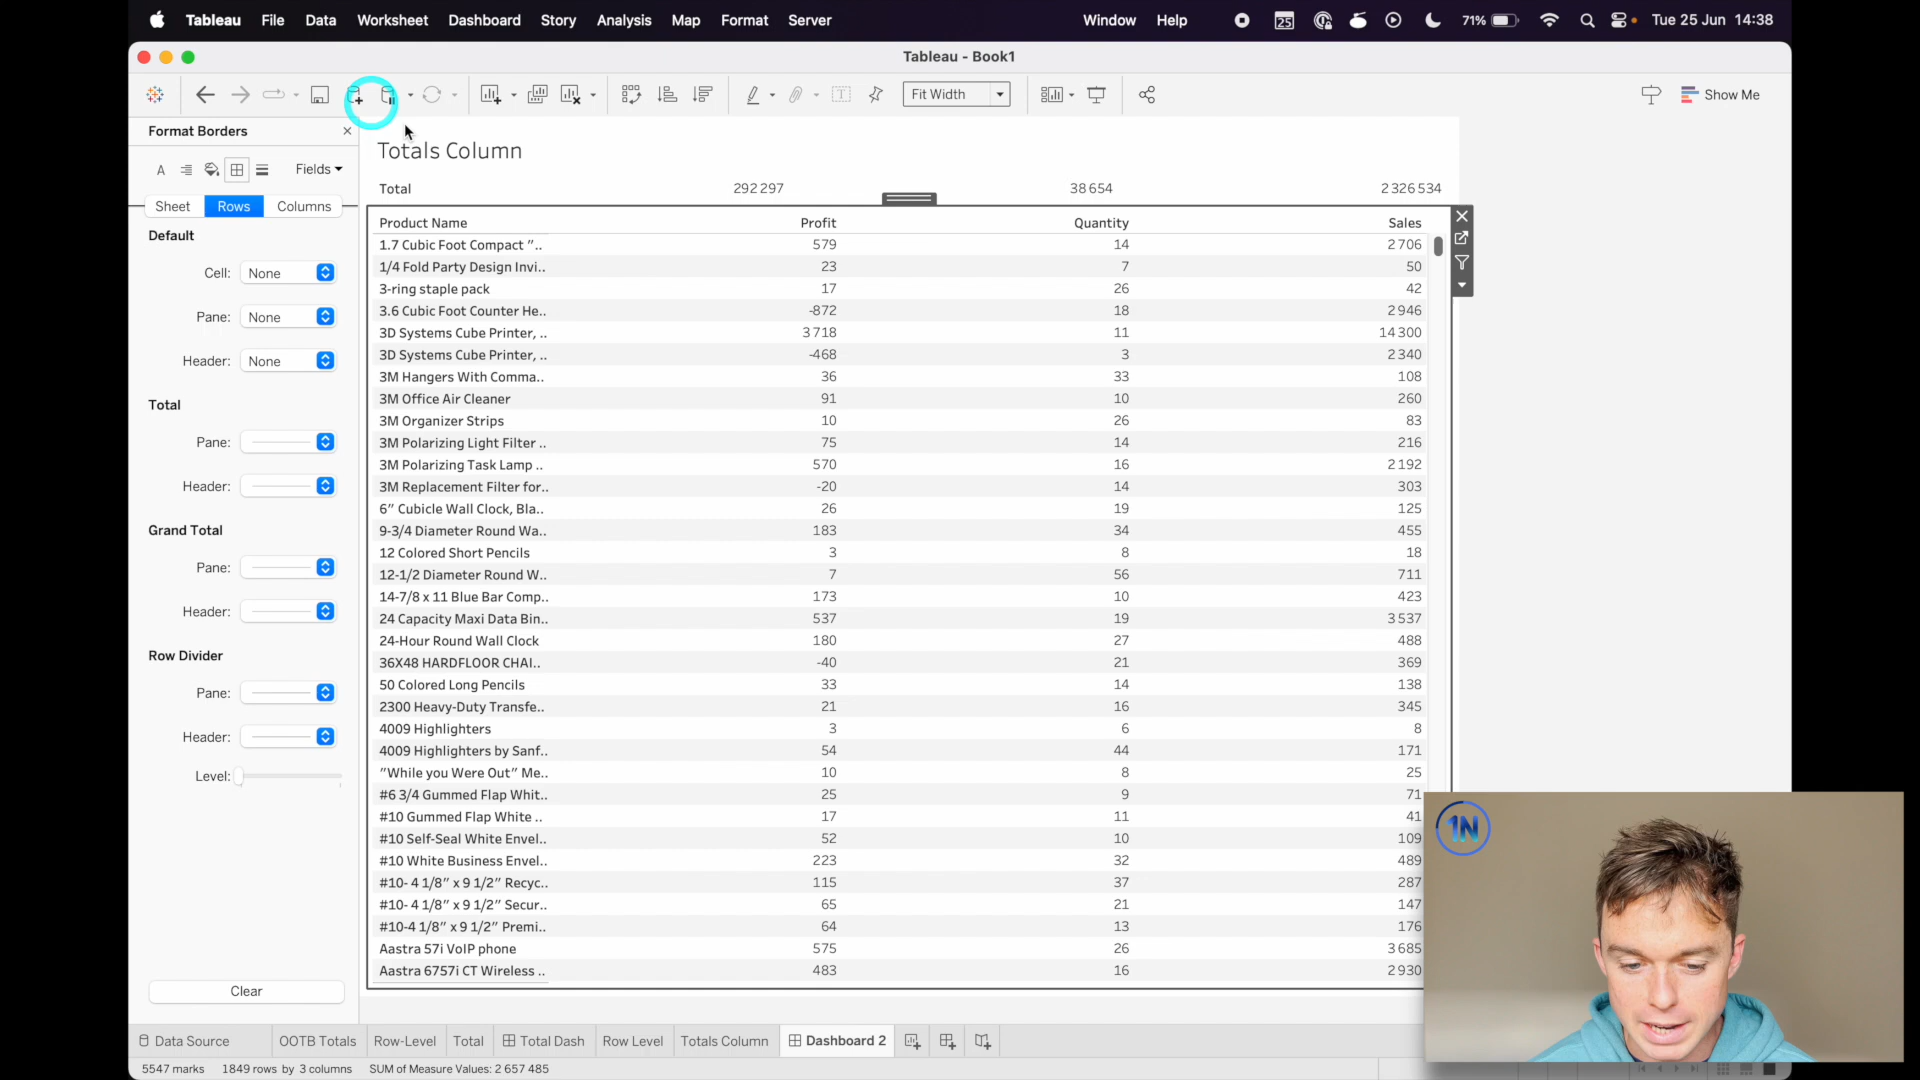 Tableau File Data Worksheet Dashboard Story Analysis Map Format Server Window Help 25 71% Tue 25 Jun 14:38
Tableau - Book1
Fit Width Show Me
Format Borders
A Fields
Sheet Rows Columns
Default
Cell: None
Pane: None
Header: None
Total
Pane:
Header:
Grand Total
Pane:
Header:
Row Divider
Pane:
Header:
Level:
Clear
Totals Column
Total 292 297 38 654 2 326 534
Product Name Profit Quantity Sales
1.7 Cubic Foot Compact ".. 579 14 2 706
1/4 Fold Party Design Invi.. 23 7 50
3-ring staple pack 17 26 42
3.6 Cubic Foot Counter He.. -872 18 2 946
3D Systems Cube Printer, .. 3 718 11 14 300
3D Systems Cube Printer, .. -468 3 2 340
3M Hangers With Comma.. 36 33 108
3M Office Air Cleaner 91 10 260
3M Organizer Strips 10 26 83
3M Polarizing Light Filter .. 75 14 216
3M Polarizing Task Lamp .. 570 16 2 192
3M Replacement Filter for.. -20 14 303
6" Cubicle Wall Clock, Bla.. 26 19 125
9-3/4 Diameter Round Wa.. 183 34 455
12 Colored Short Pencils 3 8 18
12-1/2 Diameter Round W.. 7 56 711
14-7/8 x 11 Blue Bar Comp.. 173 10 423
24 Capacity Maxi Data Bin.. 537 19 3 537
24-Hour Round Wall Clock 180 27 488
36X48 HARDFLOOR CHAI.. -40 21 369
50 Colored Long Pencils 33 14 138
2300 Heavy-Duty Transfe.. 21 16 345
4009 Highlighters 3 6 8
4009 Highlighters by Sanf.. 54 44 171
"While you Were Out" Me.. 10 8 25
#6 3/4 Gummed Flap Whit.. 25 9 71
#10 Gummed Flap White .. 17 11 41
#10 Self-Seal White Envel.. 52 10 109
#10 White Business Envel.. 223 32 489
#10- 4 1/8" x 9 1/2" Recyc.. 115 37 287
#10- 4 1/8" x 9 1/2" Secur.. 65 21 147
#10-4 1/8" x 9 1/2" Premi.. 64 13 176
Aastra 57i VoIP phone 575 26 3 685
Aastra 6757i CT Wireless .. 483 16 2 930
1N
Data Source OOTB Totals Row-Level Total Total Dash Row Level Totals Column Dashboard 2
5547 marks 1849 rows by 3 columns SUM of Measure Values: 2 657 485